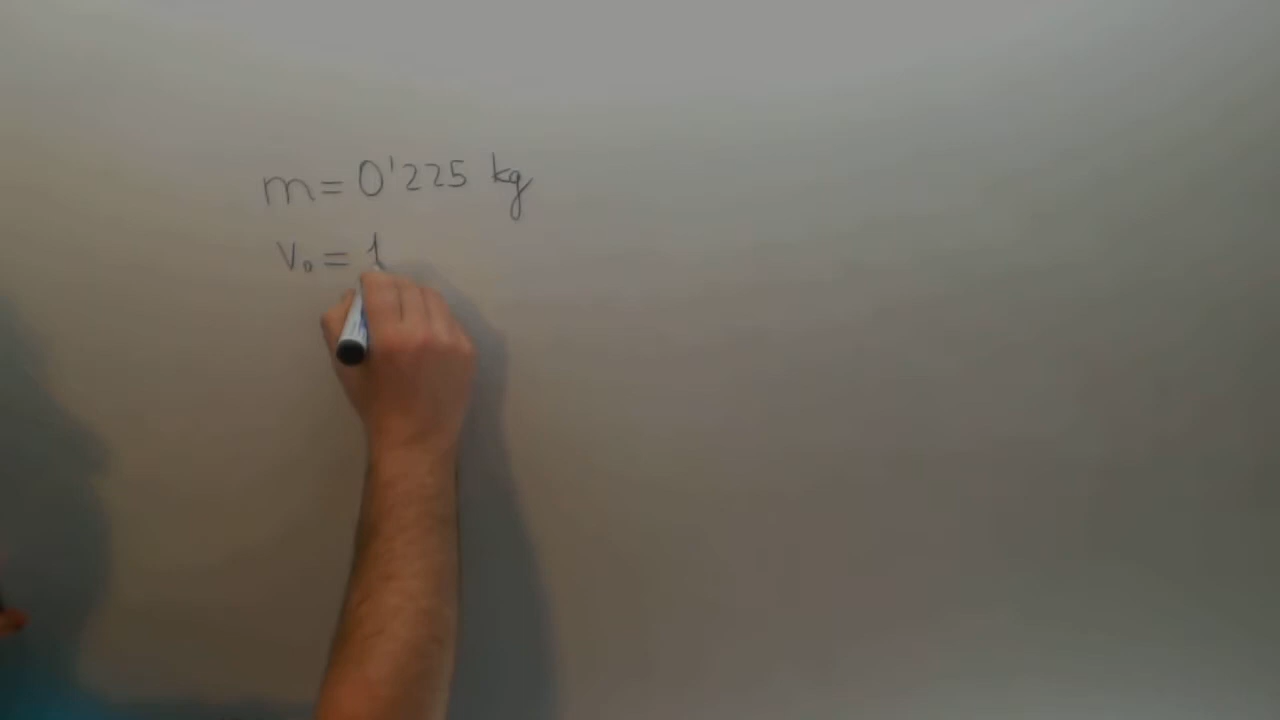 m = 0'225 kg
v₀ = 1